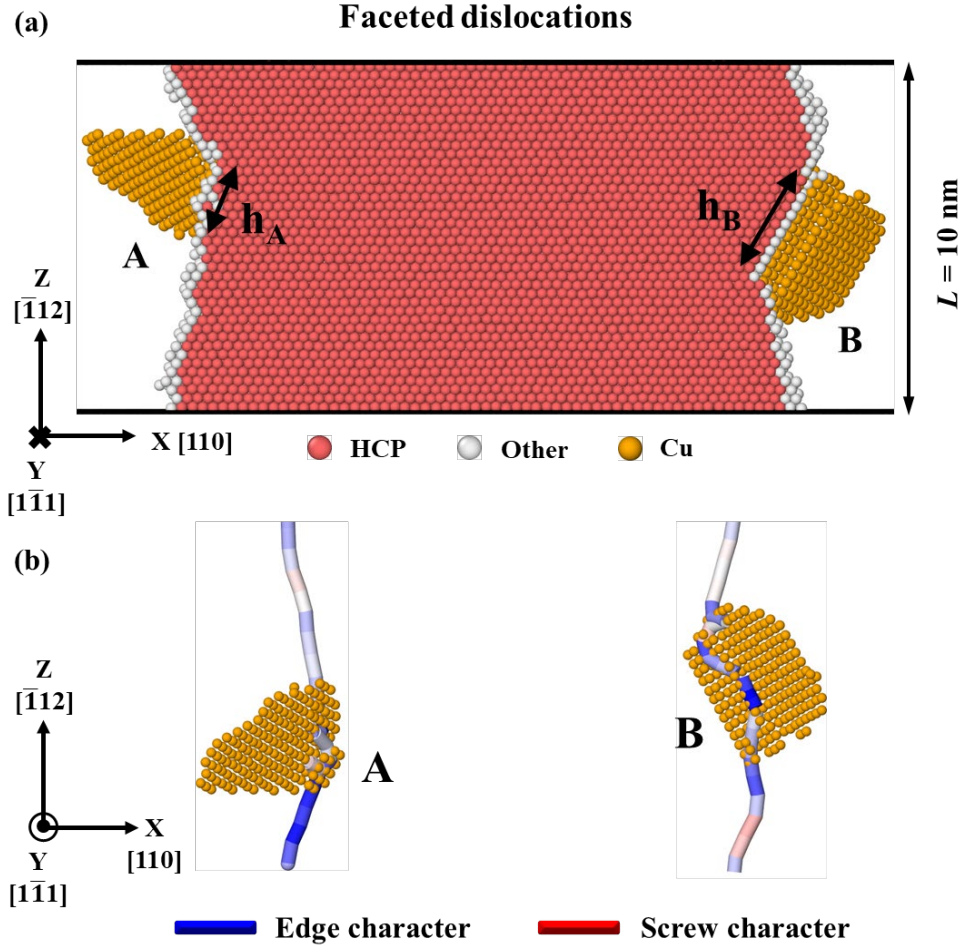 Faceted dislocations
(a)
h_A
A
h_B
B
L = 10 nm
Z
[1̅12]
X [110]
Y
[11̅1]
HCP
Other
Cu
(b)
A
B
Z
[1̅12]
X
[110]
Y
[11̅1]
Edge character
Screw character